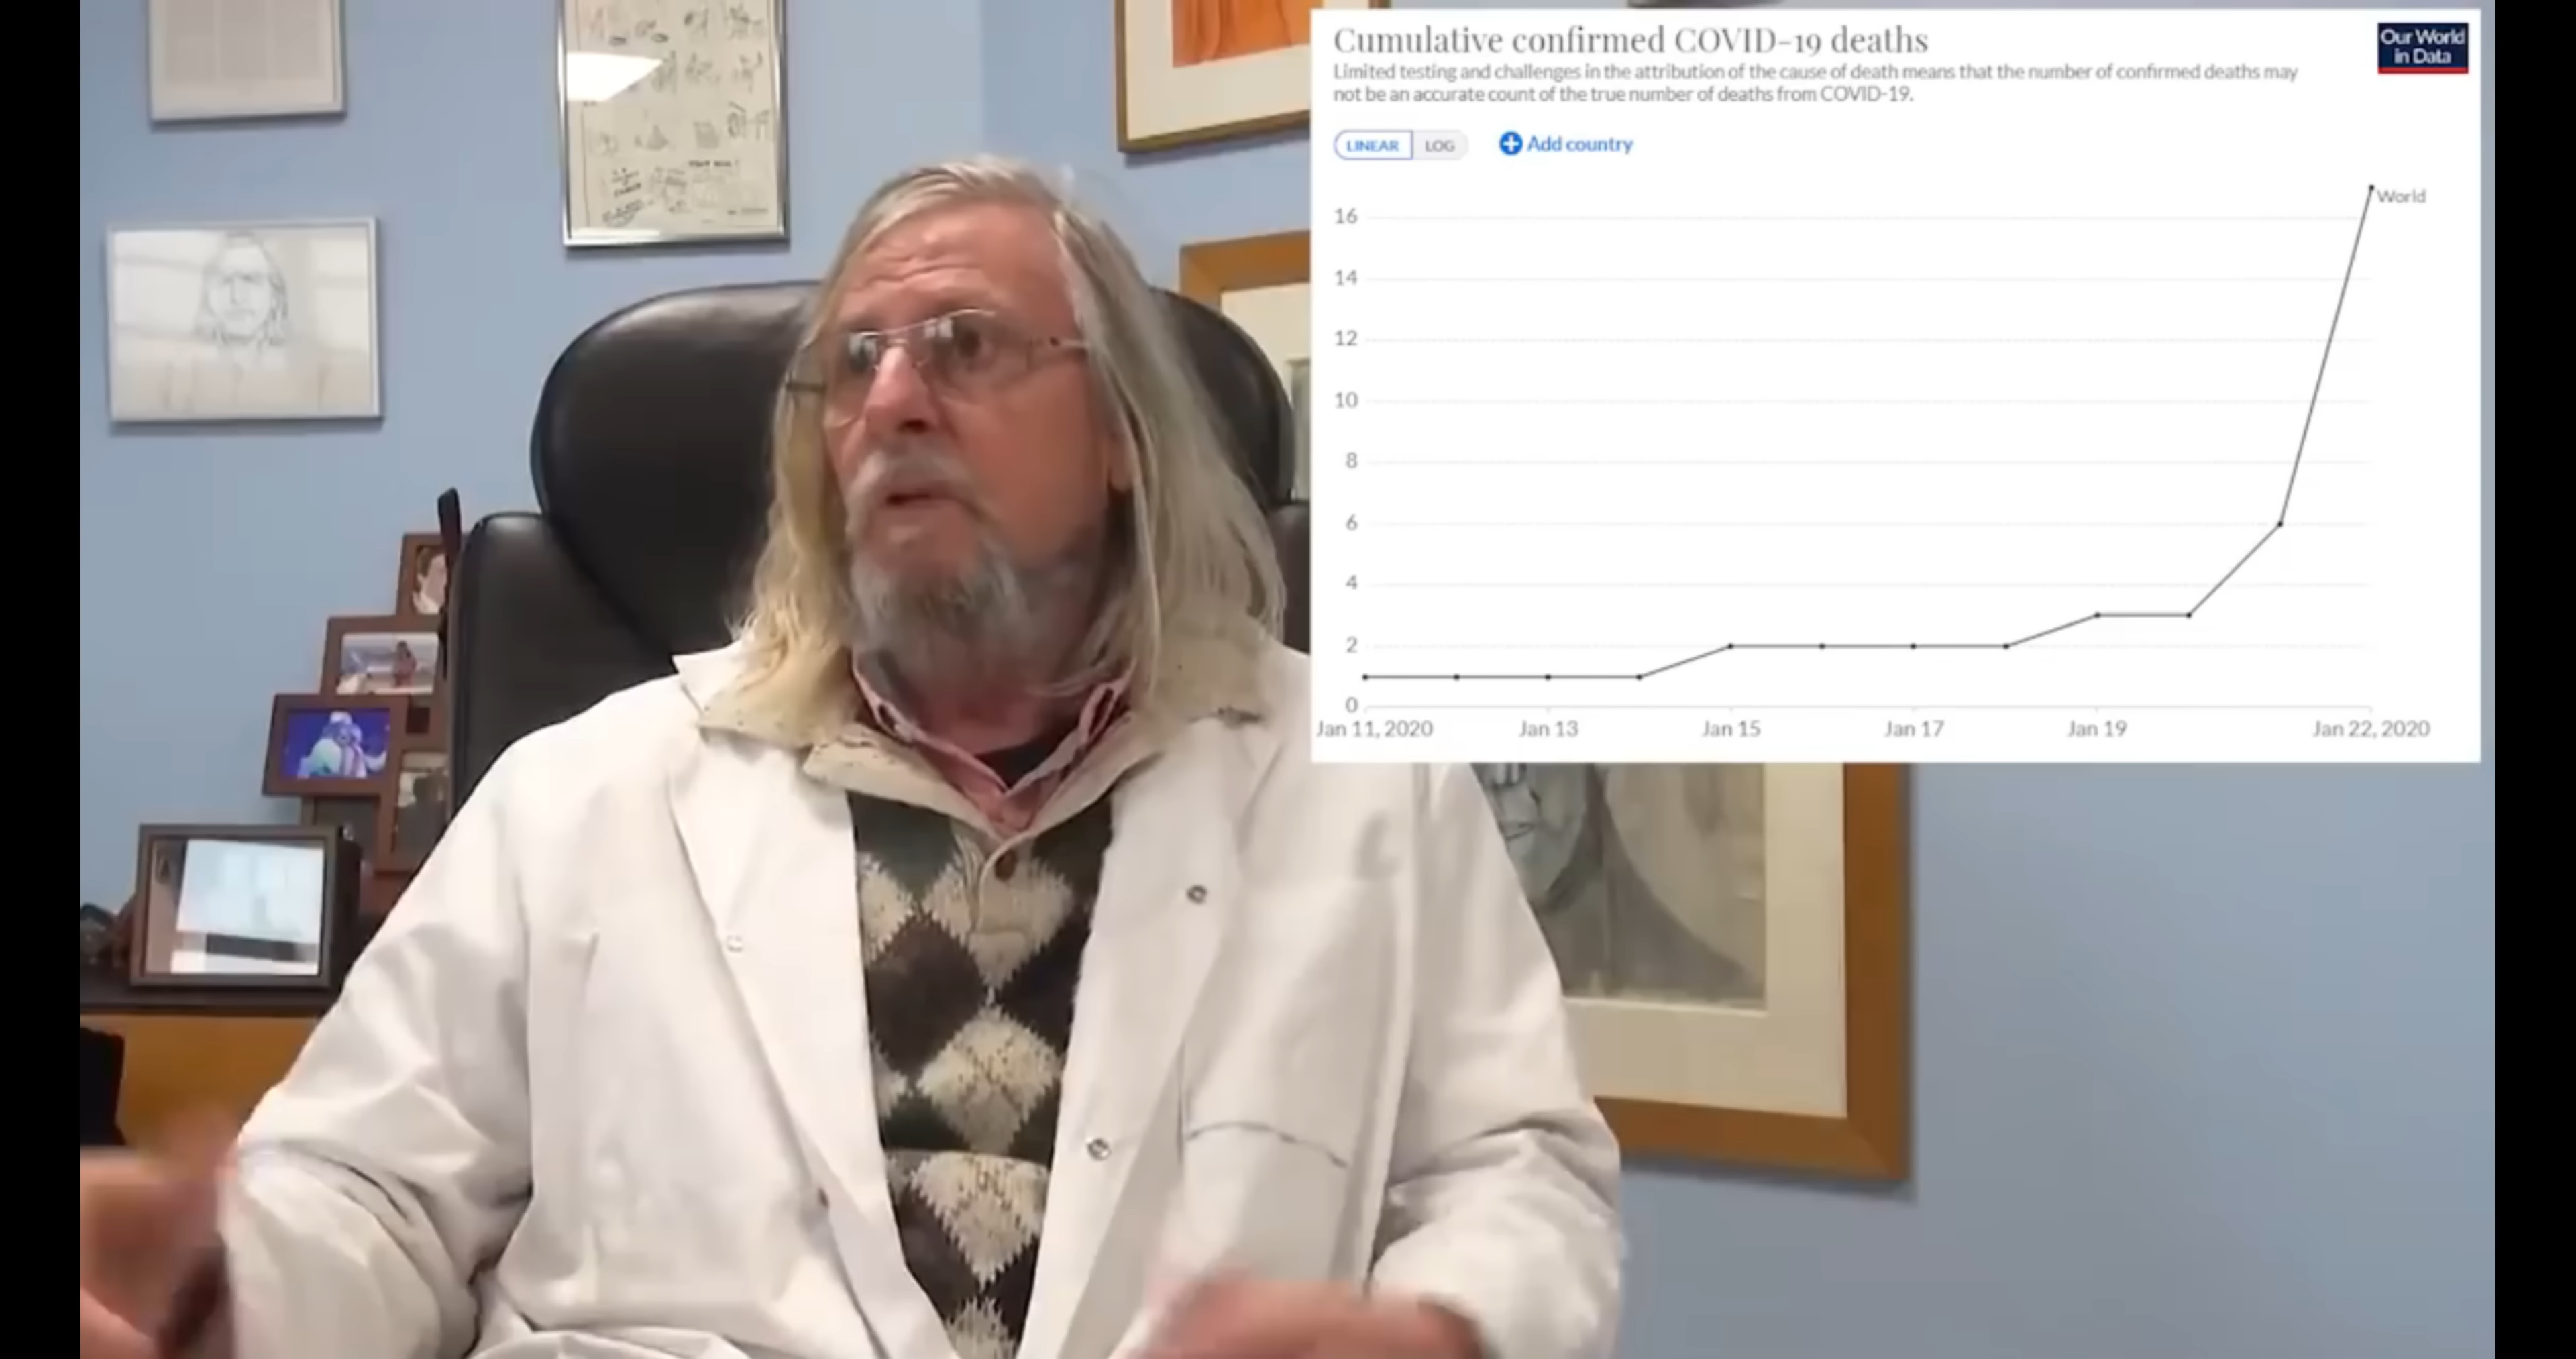 Cumulative confirmed COVID-19 deaths
Our World
in Data
Limited testing and challenges in the attribution of the cause of death means that the number of confirmed deaths may
not be an accurate count of the true number of deaths from COVID-19.
LINEAR LOG Add country
World
16
14
12
10
8
6
4
2
0
Jan 11, 2020 Jan 13 Jan 15 Jan 17 Jan 19 Jan 22, 2020